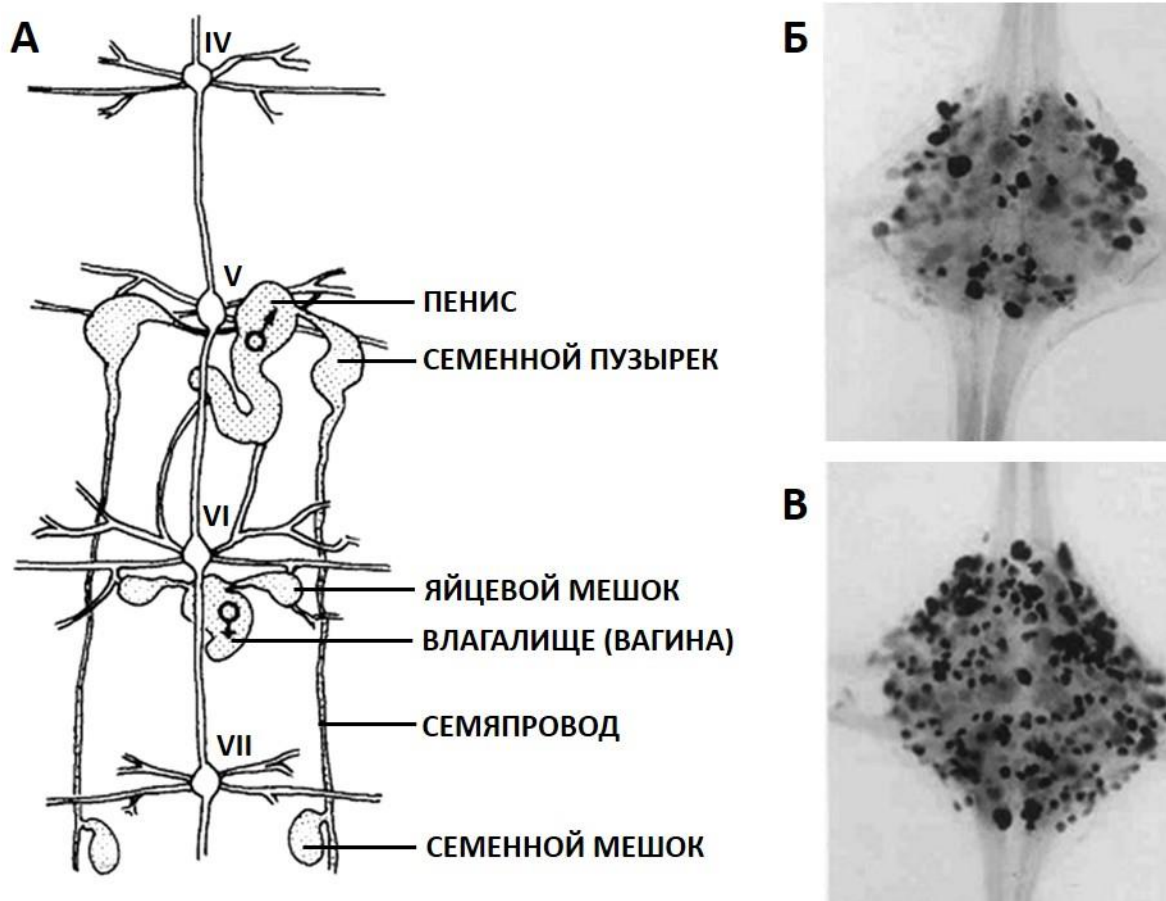 А
IV
Б
V
ПЕНИС
СЕМЕННОЙ ПУЗЫРЕК
VI
В
ЯЙЦЕВОЙ МЕШОК
ВЛАГАЛИЩЕ (ВАГИНА)
СЕМЯПРОВОД
VII
СЕМЕННОЙ МЕШОК